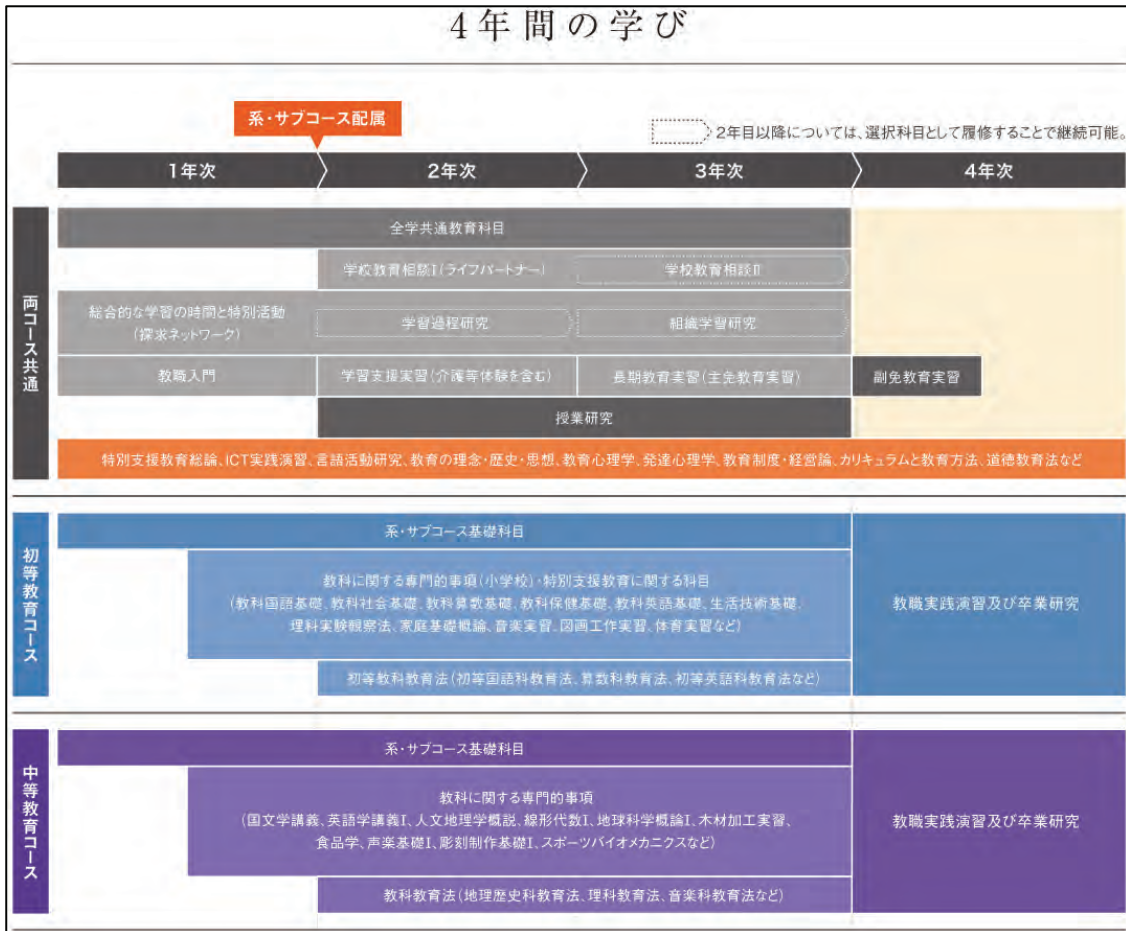 4年間の学び
系・サブコース配属
2年目以降については、選択科目として履修することで継続可能。
1年次
2年次
3年次
4年次
両コース共通
全学共通教育科目
学校教育相談Ⅰ(ライフパートナー)
学校教育相談Ⅱ
総合的な学習の時間と特別活動
(探求ネットワーク)
学習過程研究
組織学習研究
教職入門
学習支援実習(介護等体験を含む)
長期教育実習(主免教育実習)
副免教育実習
授業研究
特別支援教育総論、ICT実践演習、言語活動研究、教育の理念・歴史・思想、教育心理学、発達心理学、教育制度・経営論、カリキュラムと教育方法、道徳教育法など
初等教育コース
系・サブコース基礎科目
教科に関する専門的事項(小学校)・特別支援教育に関する科目
(教科国語基礎、教科社会基礎、教科算数基礎、教科保健基礎、教科英語基礎、生活技術基礎、
理科実験観察法、家庭基礎概論、音楽実習、図画工作実習、体育実習など)
教職実践演習及び卒業研究
初等教科教育法(初等国語科教育法、算数科教育法、初等英語科教育法など)
中等教育コース
系・サブコース基礎科目
教科に関する専門的事項
(国文学講義、英語学講義Ⅰ、人文地理学概説、線形代数Ⅰ、地球科学概論Ⅰ、木材加工実習、
食品学、声楽基礎Ⅰ、彫刻制作基礎Ⅰ、スポーツバイオメカニクスなど)
教職実践演習及び卒業研究
教科教育法(地理歴史科教育法、理科教育法、音楽科教育法など)